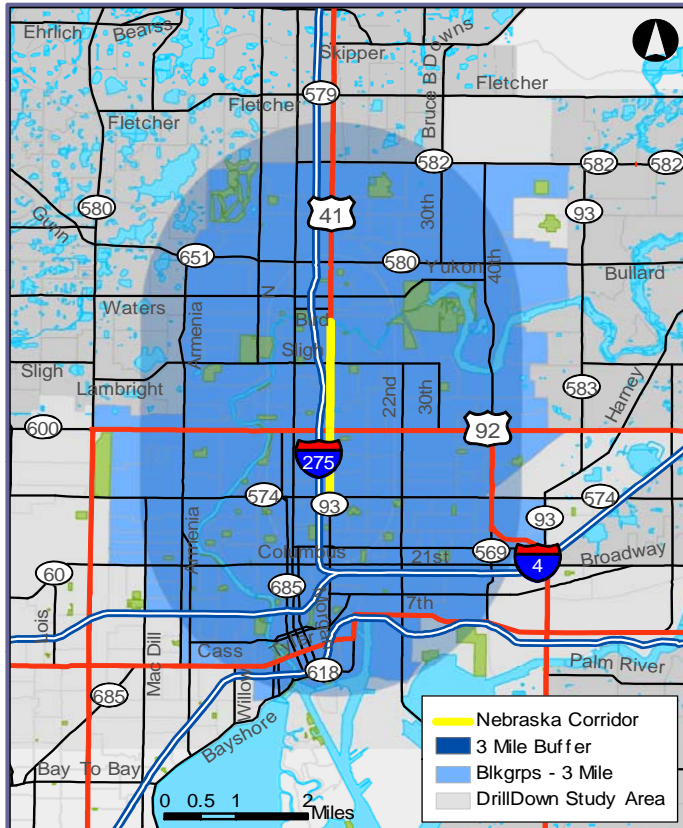 Ehrlich
Bearss
Skipper
Bruce B Downs
Fletcher
579
Fletcher
Fletcher
582
582
582
580
41
30th
93
Gunn
651
580
Yukon
40th
Bullard
N
Waters
Armenia
Bird
Sligh
Sligh
Lambright
22nd
30th
583
Harney
600
92
275
574
93
574
93
Armenia
Columbus
21st
569
4
Broadway
60
685
Morgan
7th
Lois
Mac Dill
Cass
Tyler
618
Palm River
685
Willow
Bayshore
Bay To Bay
0 0.5 1 2
Miles
Nebraska Corridor
3 Mile Buffer
Blkgrps - 3 Mile
DrillDown Study Area